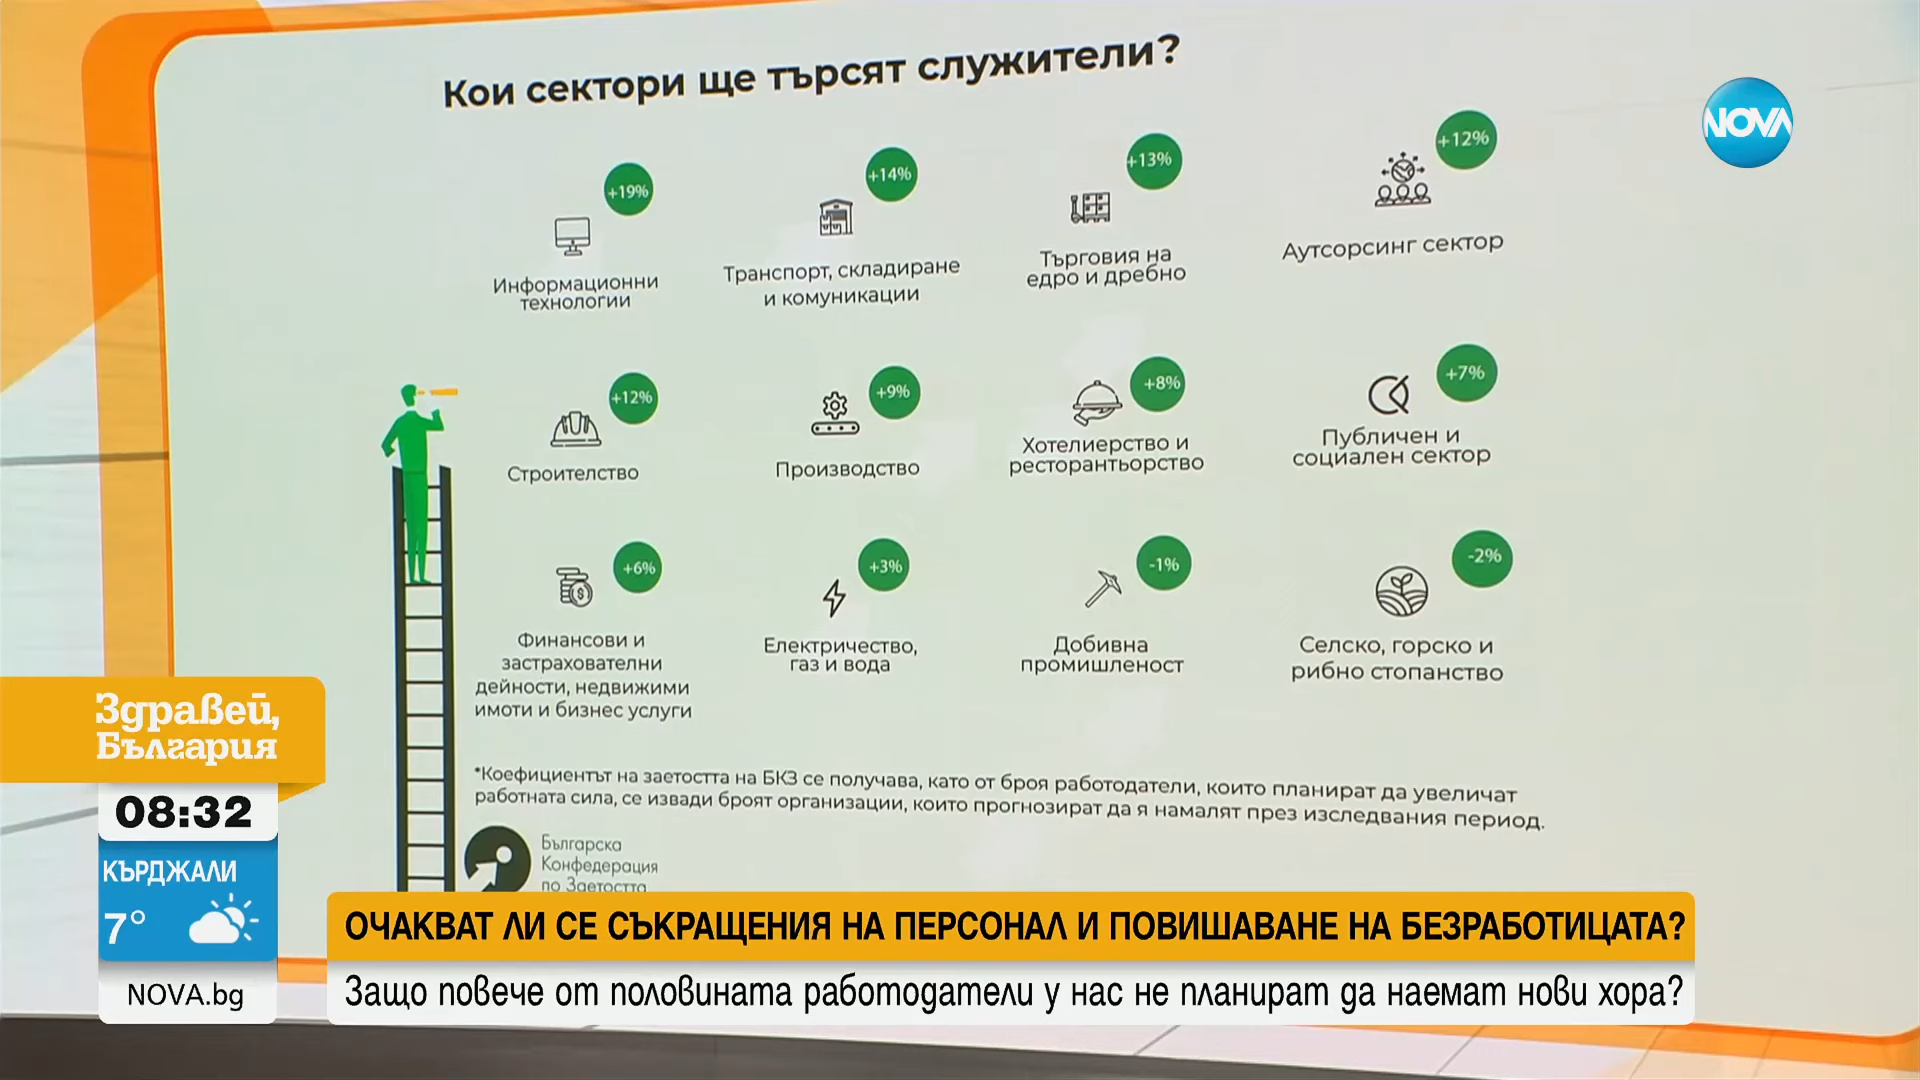 Кои сектори ще търсят служители?
NOVA
+19%
+14%
+13%
+12%
Информационни
технологии
Транспорт, складиране
и комуникации
Търговия на
едро и дребно
Аутсорсинг сектор
+12%
+9%
+8%
+7%
Строителство
Производство
Хотелиерство и
ресторантьорство
Публичен и
социален сектор
+6%
+3%
-1%
-2%
Финансови и
застрахователни
дейности, недвижими
имоти и бизнес услуги
Електричество,
газ и вода
Добивна
промишленост
Селско, горско и
рибно стопанство
*Коефициентът на заетостта на БКЗ се получава, като от броя работодатели, които планират да увеличат
работната сила, се извади броят организации, които прогнозират да я намалят през изследвания период.
Българска
Конфедерация
по Заетостта
Здравей,
България
08:32
КЪРДЖАЛИ
7°
NOVA.bg
ОЧАКВАТ ЛИ СЕ СЪКРАЩЕНИЯ НА ПЕРСОНАЛ И ПОВИШАВАНЕ НА БЕЗРАБОТИЦАТА?
Защо повече от половината работодатели у нас не планират да наемат нови хора?